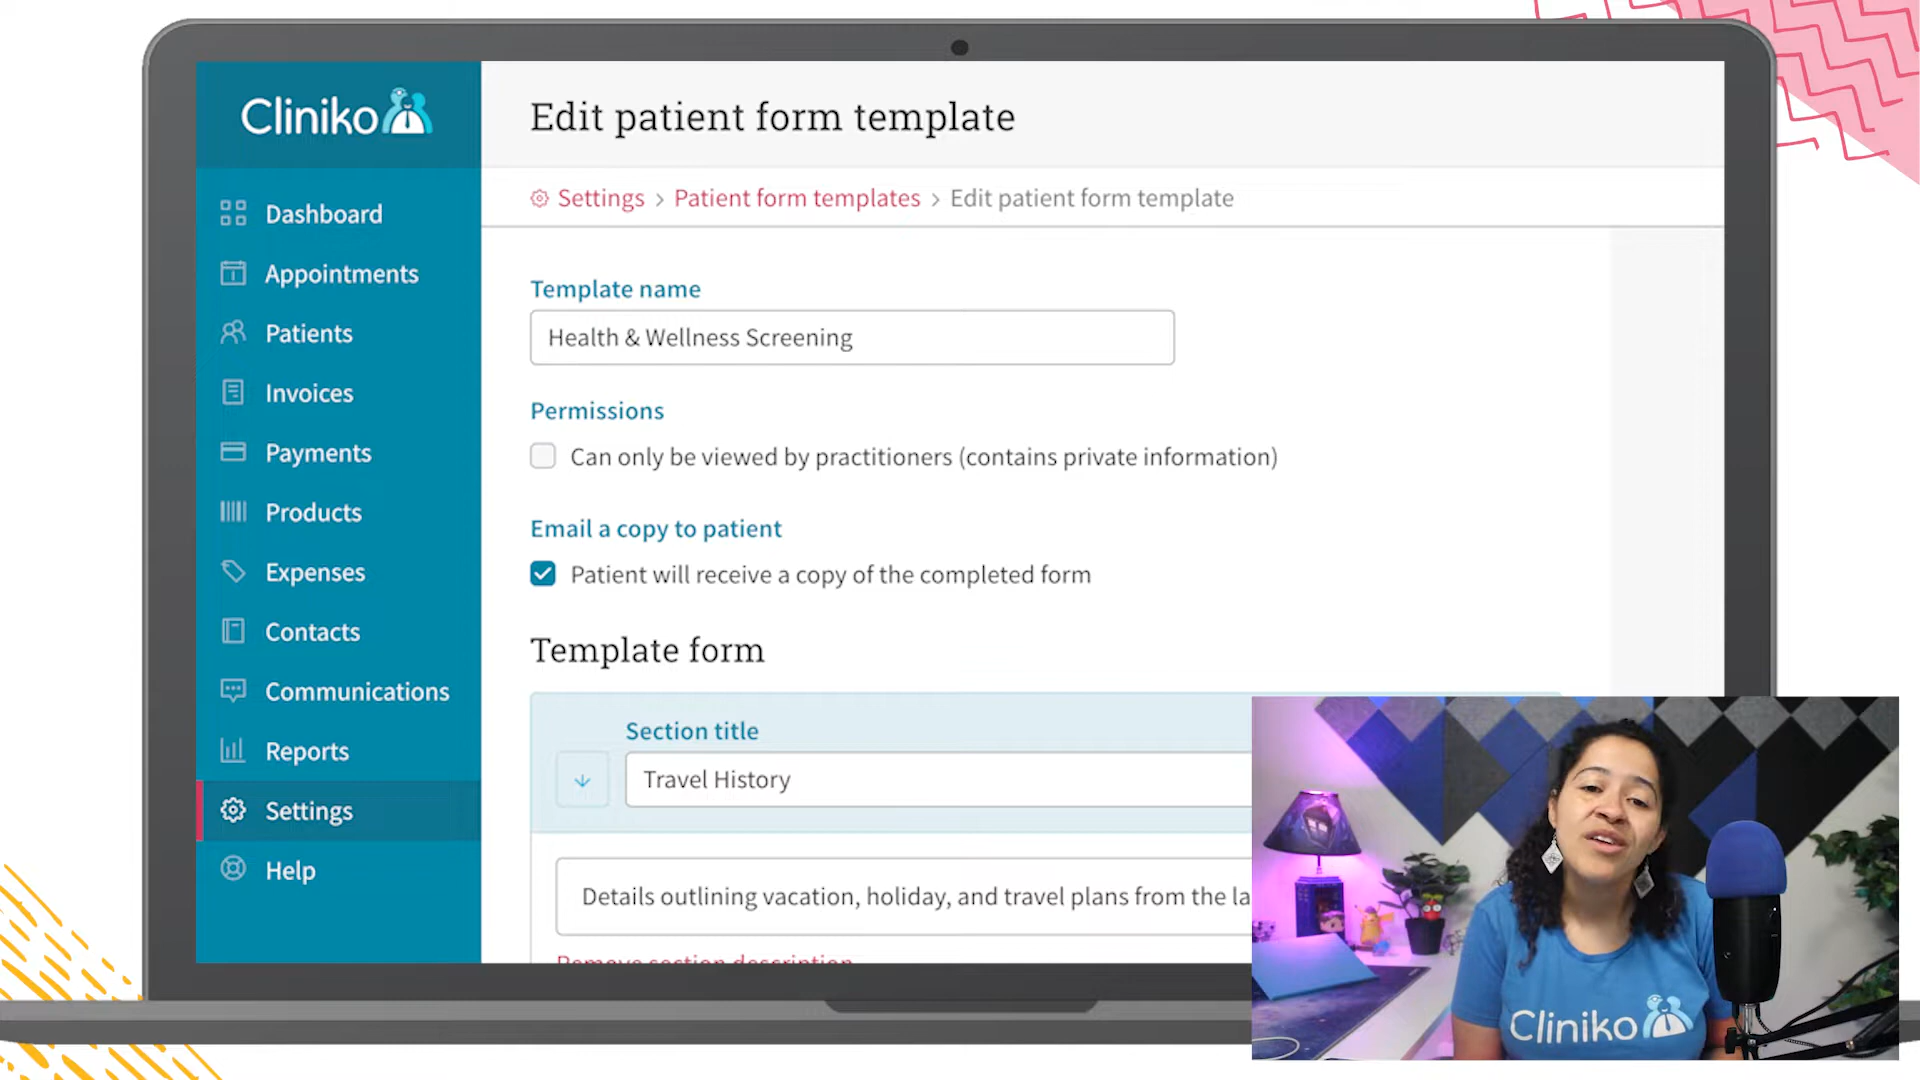 Cliniko
Dashboard
Appointments
Patients
Invoices
Payments
Products
Expenses
Contacts
Communications
Reports
Settings
Help
Edit patient form template
Settings > Patient form templates > Edit patient form template
Template name
Health & Wellness Screening
Permissions
Can only be viewed by practitioners (contains private information)
Email a copy to patient
Patient will receive a copy of the completed form
Template form
Section title
Travel History
Details outlining vacation, holiday, and travel plans from the la
Remove section description
Cliniko